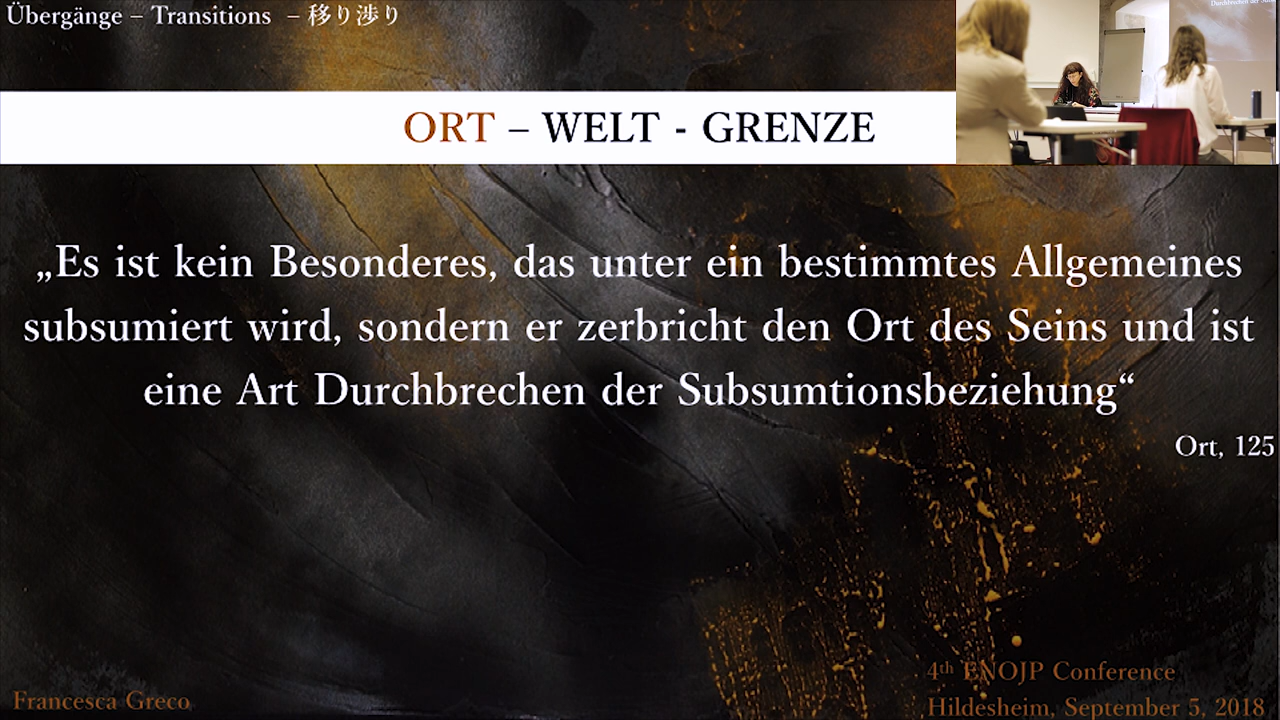 Übergänge – Transitions – 移り渉り
ORT – WELT - GRENZE
„Es ist kein Besonderes, das unter ein bestimmtes Allgemeines
subsumiert wird, sondern er zerbricht den Ort des Seins und ist
eine Art Durchbrechen der Subsumtionsbeziehung“
Ort, 125
4th ENOJP Conference
Francesca Greco
Hildesheim, September 5, 2018